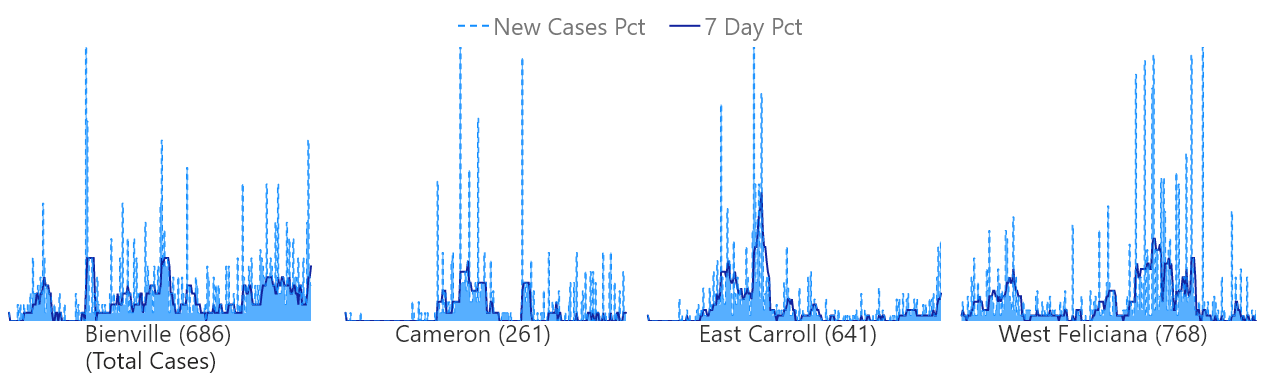 New Cases Pct 7 Day Pct
Bienville (686) Cameron (261) East Carroll (641) West Feliciana (768)
(Total Cases)